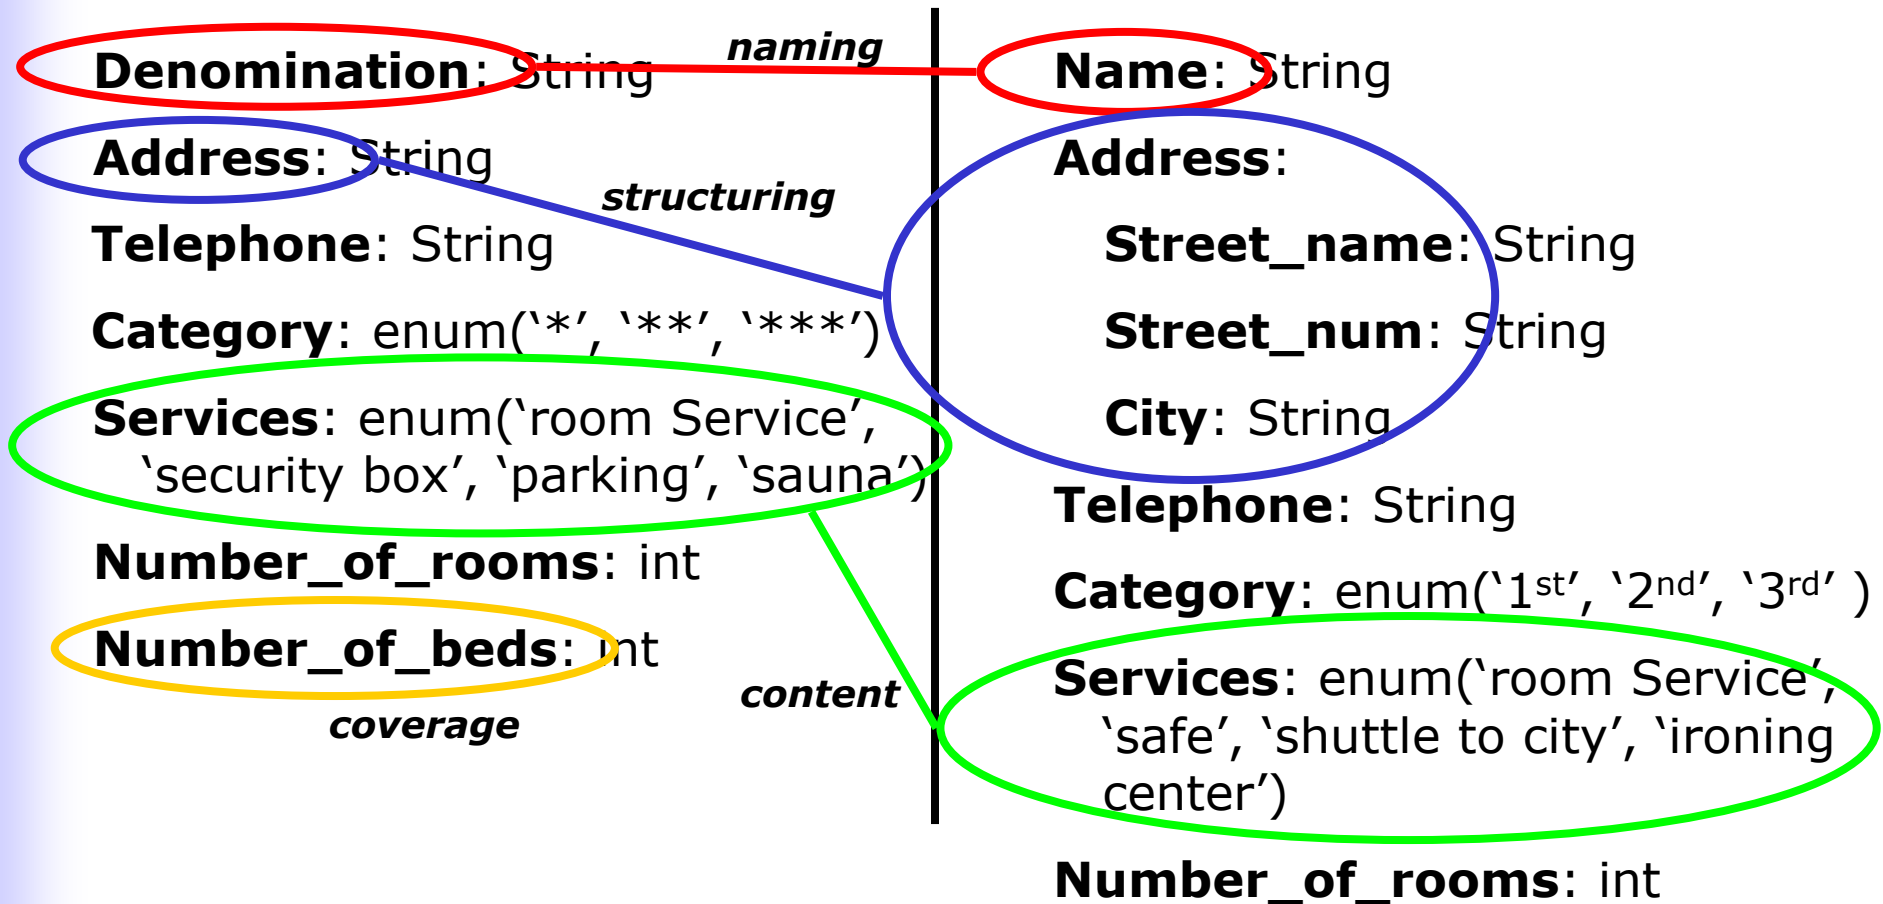 Denomination: String
Address: String
Telephone: String
Category: enum(‘*’, ‘**’, ‘***’)
Services: enum(‘room Service’,
‘security box’, ‘parking’, ‘sauna’)
Number_of_rooms: int
Number_of_beds: int
coverage
naming
structuring
content
Name: String
Address:
Street_name: String
Street_num: String
City: String
Telephone: String
Category: enum(‘1st’, ‘2nd’, ‘3rd’ )
Services: enum(‘room Service’,
‘safe’, ‘shuttle to city’, ‘ironing
center’)
Number_of_rooms: int